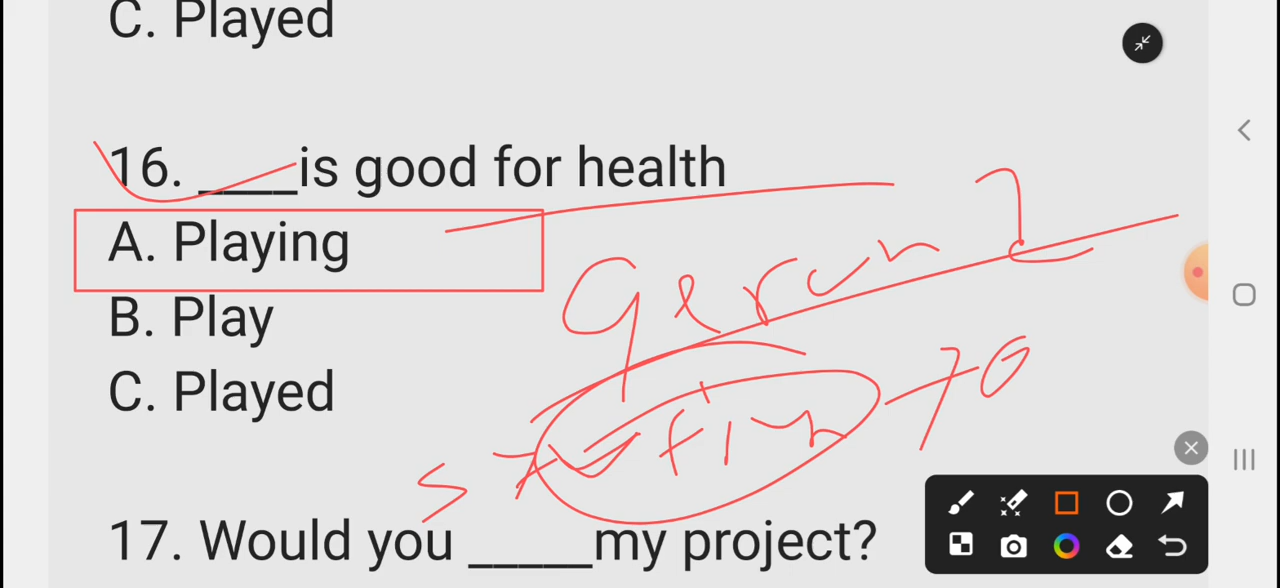 C. Played
16. ____is good for health
A. Playing
Gerund
B. Play
C. Played
17. Would you _____my project?